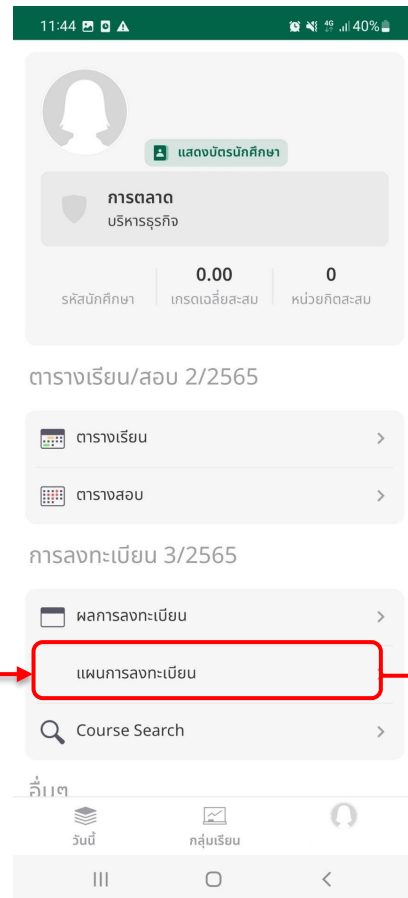 11:44 4G 40%
แสดงบัตรนักศึกษา
การตลาด
บริหารธุรกิจ
0.00 0
รหัสนักศึกษา เกรดเฉลี่ยสะสม หน่วยกิตสะสม
ตารางเรียน/สอบ 2/2565
ตารางเรียน
ตารางสอบ
การลงทะเบียน 3/2565
ผลการลงทะเบียน
แผนการลงทะเบียน
Course Search
อื่นๆ
วันนี้ กลุ่มเรียน